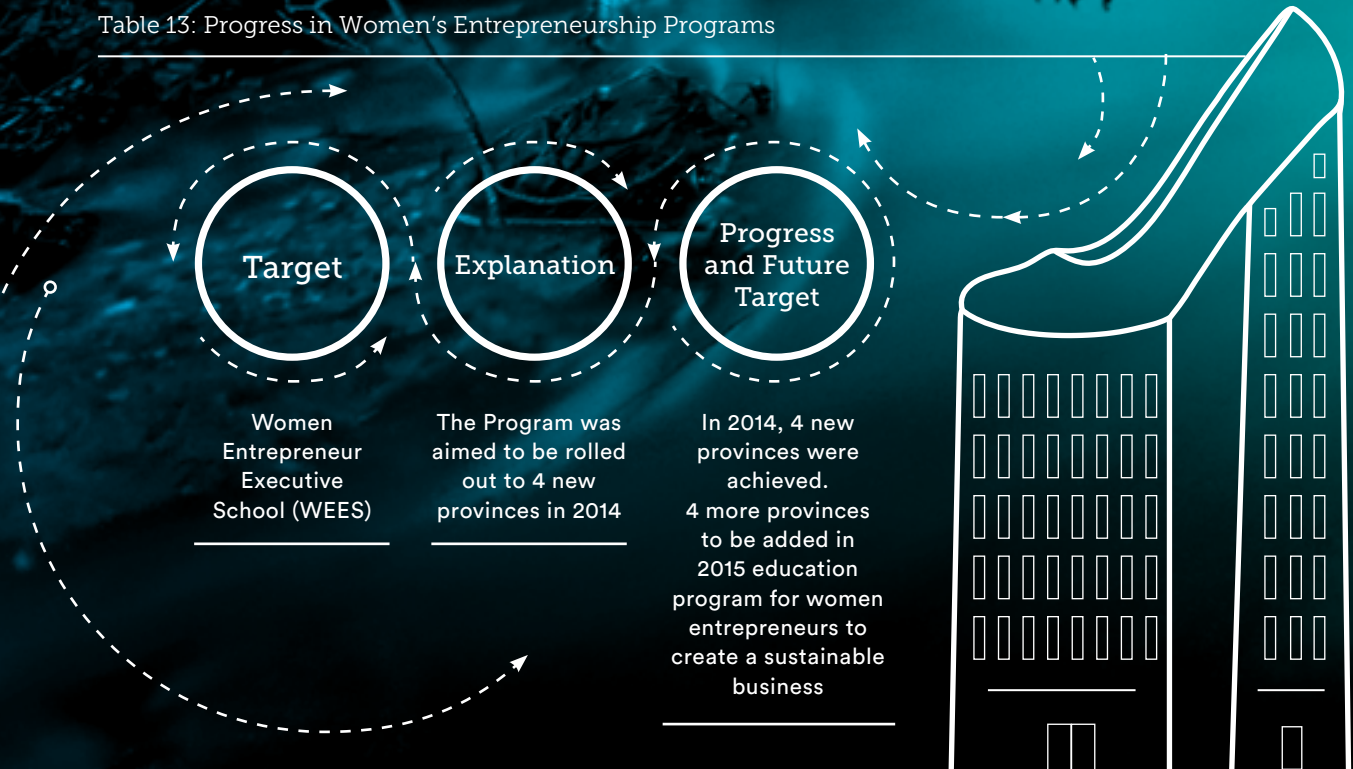 Table 13: Progress in Women's Entrepreneurship Programs
Target
Women
Entrepreneur
Executive
School (WEES)
Explanation
The Program was
aimed to be rolled
out to 4 new
provinces in 2014
Progress
and Future
Target
In 2014, 4 new
provinces were
achieved.
4 more provinces
to be added in
2015 education
program for women
entrepreneurs to
create a sustainable
business